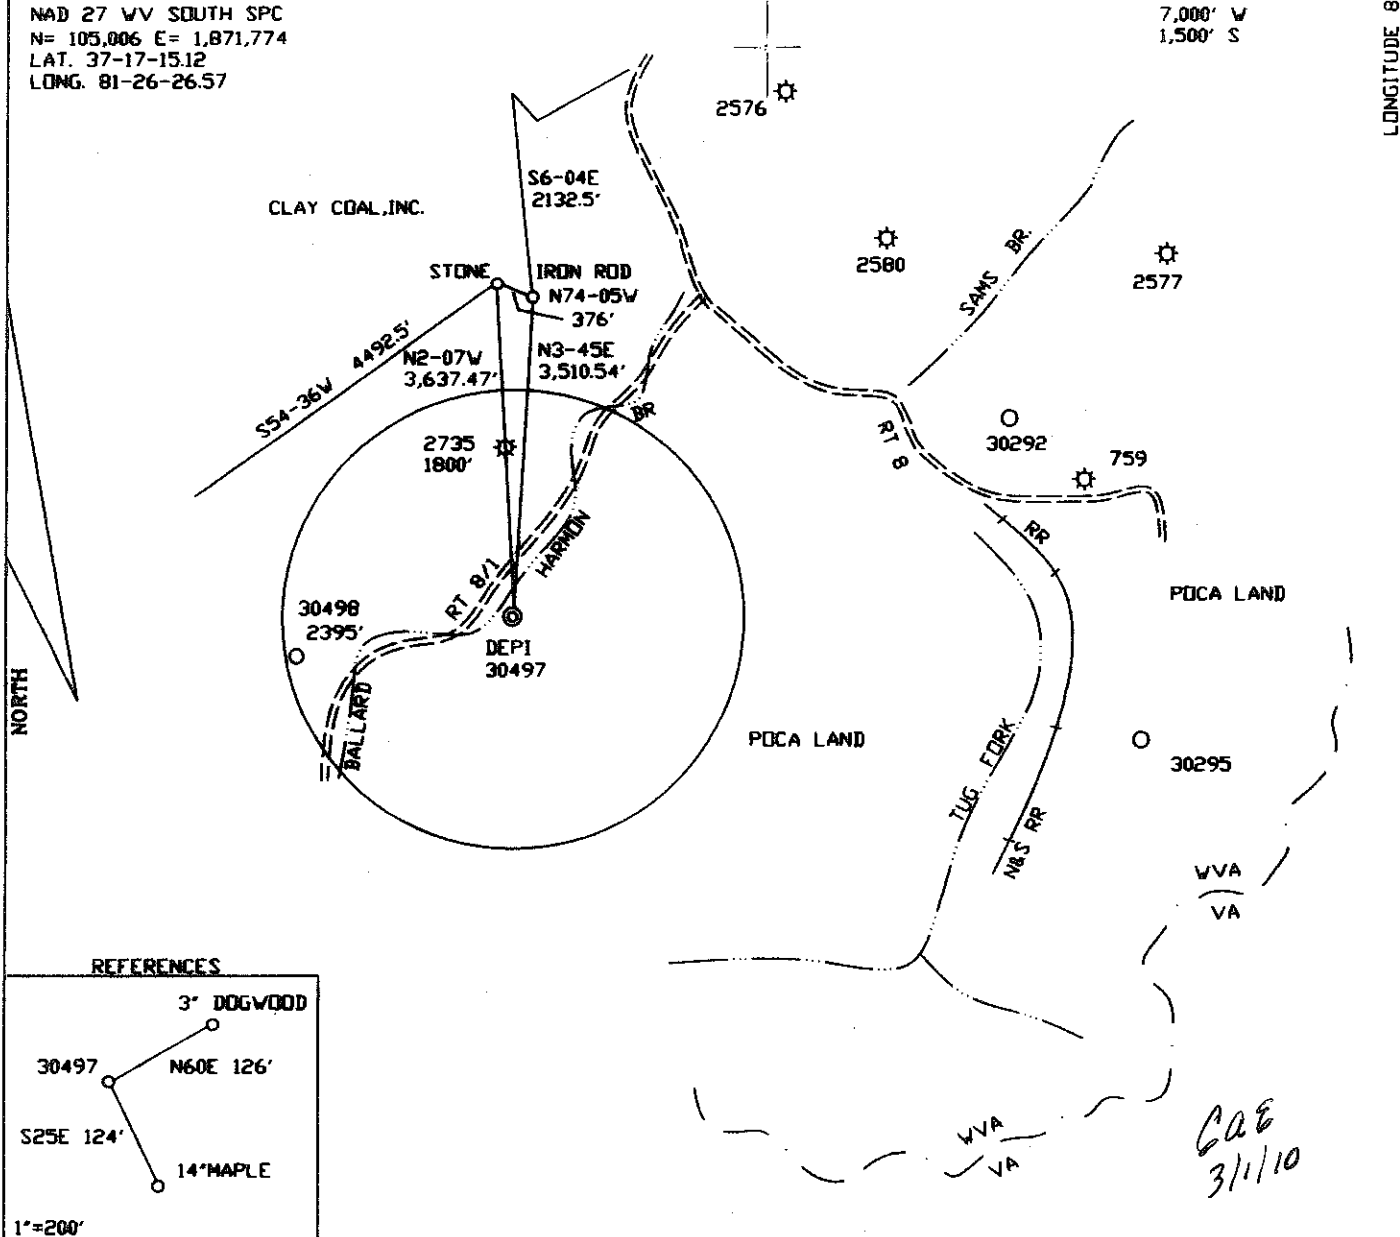 NAD 27 WV SOUTH SPC
N= 105,006 E= 1,871,774
LAT. 37-17-15.12
LONG. 81-26-26.57
7,000' W
1,500' S
LONGITUDE 8
2576
S6-04E
2132.5'
CLAY COAL,INC.
STONE
IRON ROD
N74-05W
376'
2580
SAMS BR.
2577
S54-36W 4492.5'
N2-07W
3,637.47'
N3-45E
3,510.54'
BR
2735
1800'
RT 8
30292
759
HARMON
RR
RT 8/1
POCA LAND
30498
2395'
DEPI
30497
NORTH
BALLARD
POCA LAND
TUG FORK
30295
N&S RR
WVA
VA
REFERENCES
3" DOGWOOD
30497
N60E 126'
S25E 124'
14"MAPLE
1"=200'
WVA
VA
3/1/10